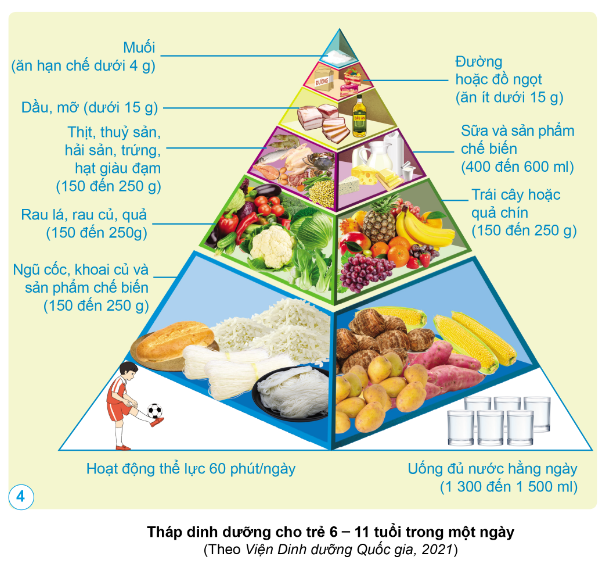 Muối
(ăn hạn chế dưới 4 g)
Đường
hoặc đồ ngọt
(ăn ít dưới 15 g)
Dầu, mỡ (dưới 15 g)
Thịt, thuỷ sản,
hải sản, trứng,
hạt giàu đạm
(150 đến 250 g)
Sữa và sản phẩm
chế biến
(400 đến 600 ml)
Rau lá, rau củ, quả
(150 đến 250g)
Trái cây hoặc
quả chín
(150 đến 250 g)
Ngũ cốc, khoai củ và
sản phẩm chế biến
(150 đến 250 g)
Hoạt động thể lực 60 phút/ngày
Uống đủ nước hằng ngày
(1 300 đến 1 500 ml)
4
Tháp dinh dưỡng cho trẻ 6 – 11 tuổi trong một ngày
(Theo Viện Dinh dưỡng Quốc gia, 2021)